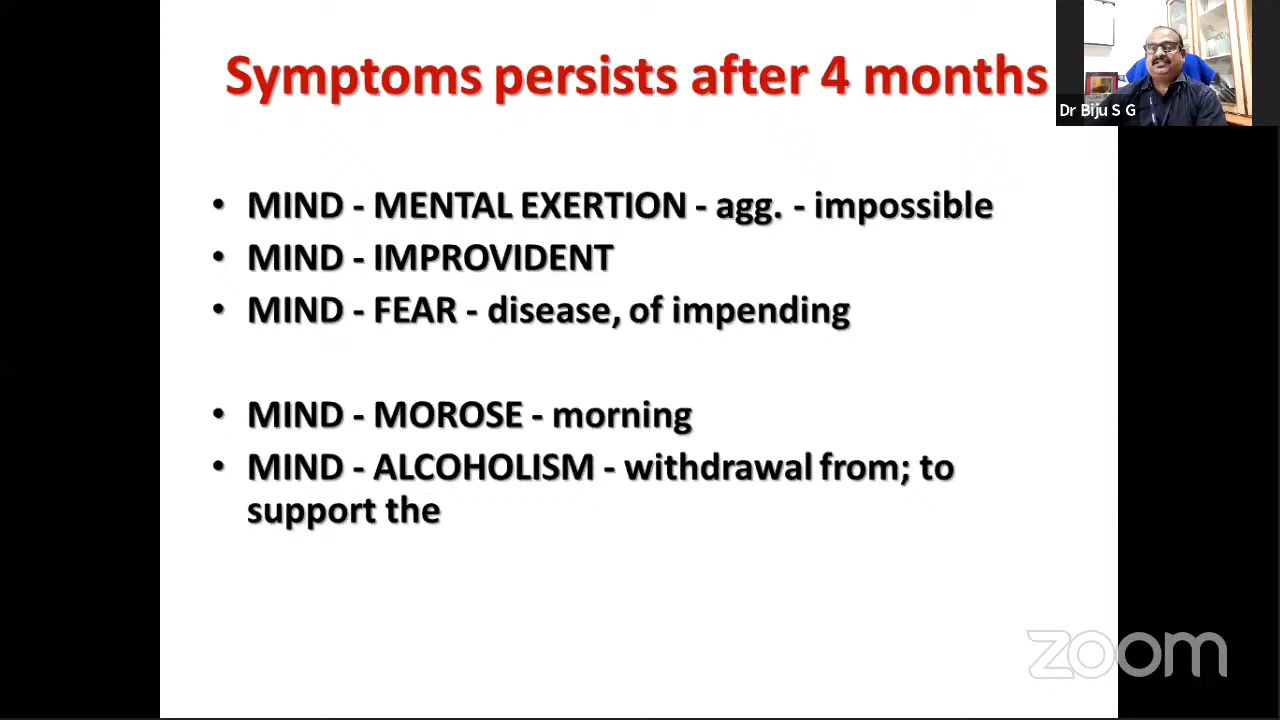 Symptoms persists after 4 months
Dr Biju S G
• MIND - MENTAL EXERTION - agg. - impossible
• MIND - IMPROVIDENT
• MIND - FEAR - disease, of impending
• MIND - MOROSE - morning
• MIND - ALCOHOLISM - withdrawal from; to
support the
zoom